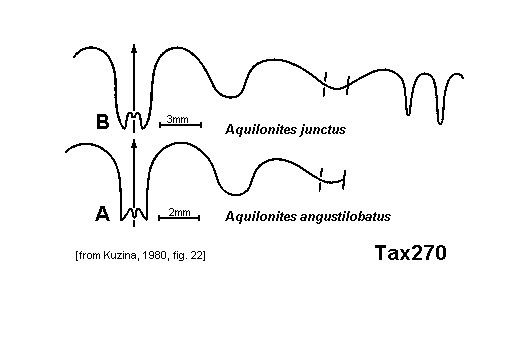 B
3mm
Aquilonites junctus
A
2mm
Aquilonites angustilobatus
[from Kuzina, 1980, fig. 22]
Tax270